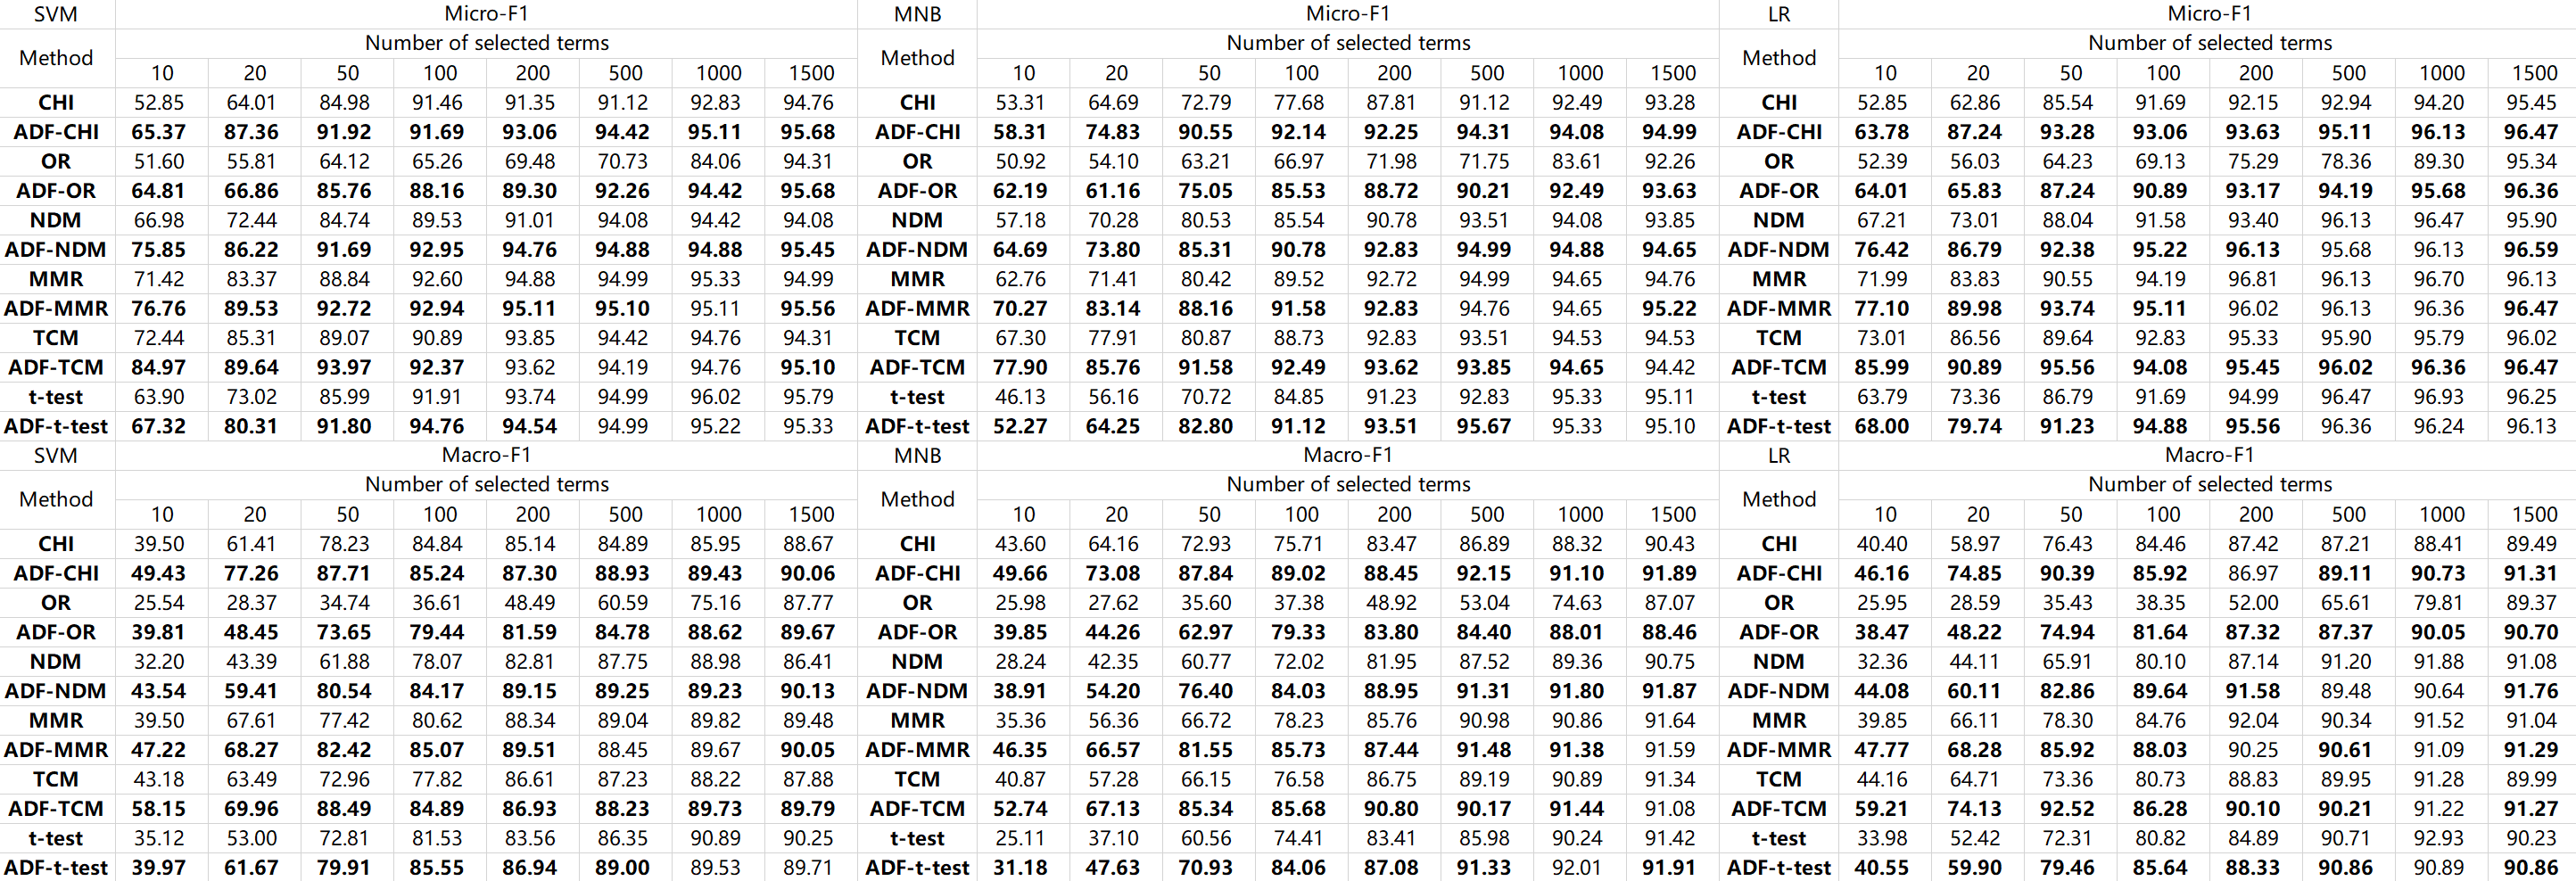 SVM Micro-F1 MNB Micro-F1 LR Micro-F1
Method Number of selected terms Method Number of selected terms Method Number of selected terms
10 20 50 100 200 500 1000 1500 10 20 50 100 200 500 1000 1500 10 20 50 100 200 500 1000 1500
CHI 52.85 64.01 84.98 91.46 91.35 91.12 92.83 94.76 CHI 53.31 64.69 72.79 77.68 87.81 91.12 92.49 93.28 CHI 52.85 62.86 85.54 91.69 92.15 92.94 94.20 95.45
ADF-CHI 65.37 87.36 91.92 91.69 93.06 94.42 95.11 95.68 ADF-CHI 58.31 74.83 90.55 92.14 92.25 94.31 94.08 94.99 ADF-CHI 63.78 87.24 93.28 93.06 93.63 95.11 96.13 96.47
OR 51.60 55.81 64.12 65.26 69.48 70.73 84.06 94.31 OR 50.92 54.10 63.21 66.97 71.98 71.75 83.61 92.26 OR 52.39 56.03 64.23 69.13 75.29 78.36 89.30 95.34
ADF-OR 64.81 66.86 85.76 88.16 89.30 92.26 94.42 95.68 ADF-OR 62.19 61.16 75.05 85.53 88.72 90.21 92.49 93.63 ADF-OR 64.01 65.83 87.24 90.89 93.17 94.19 95.68 96.36
NDM 66.98 72.44 84.74 89.53 91.01 94.08 94.42 94.08 NDM 57.18 70.28 80.53 85.54 90.78 93.51 94.08 93.85 NDM 67.21 73.01 88.04 91.58 93.40 96.13 96.47 95.90
ADF-NDM 75.85 86.22 91.69 92.95 94.76 94.88 94.88 95.45 ADF-NDM 64.69 73.80 85.31 90.78 92.83 94.99 94.88 94.65 ADF-NDM 76.42 86.79 92.38 95.22 96.13 95.68 96.13 96.59
MMR 71.42 83.37 88.84 92.60 94.88 94.99 95.33 94.99 MMR 62.76 71.41 80.42 89.52 92.72 94.99 94.65 94.76 MMR 71.99 83.83 90.55 94.19 96.81 96.13 96.70 96.13
ADF-MMR 76.76 89.53 92.72 92.94 95.11 95.10 95.11 95.56 ADF-MMR 70.27 83.14 88.16 91.58 92.83 94.76 94.65 95.22 ADF-MMR 77.10 89.98 93.74 95.11 96.02 96.13 96.36 96.47
TCM 72.44 85.31 89.07 90.89 93.85 94.42 94.76 94.31 TCM 67.30 77.91 80.87 88.73 92.83 93.51 94.53 94.53 TCM 73.01 86.56 89.64 92.83 95.33 95.90 95.79 96.02
ADF-TCM 84.97 89.64 93.97 92.37 93.62 94.19 94.76 95.10 ADF-TCM 77.90 85.76 91.58 92.49 93.62 93.85 94.65 94.42 ADF-TCM 85.99 90.89 95.56 94.08 95.45 96.02 96.36 96.47
t-test 63.90 73.02 85.99 91.91 93.74 94.99 96.02 95.79 t-test 46.13 56.16 70.72 84.85 91.23 92.83 95.33 95.11 t-test 63.79 73.36 86.79 91.69 94.99 96.47 96.93 96.25
ADF-t-test 67.32 80.31 91.80 94.76 94.54 94.99 95.22 95.33 ADF-t-test 52.27 64.25 82.80 91.12 93.51 95.67 95.33 95.10 ADF-t-test 68.00 79.74 91.23 94.88 95.56 96.36 96.24 96.13
SVM Macro-F1 MNB Macro-F1 LR Macro-F1
Method Number of selected terms Method Number of selected terms Method Number of selected terms
10 20 50 100 200 500 1000 1500 10 20 50 100 200 500 1000 1500 10 20 50 100 200 500 1000 1500
CHI 39.50 61.41 78.23 84.84 85.14 84.89 85.95 88.67 CHI 43.60 64.16 72.93 75.71 83.47 86.89 88.32 90.43 CHI 40.40 58.97 76.43 84.46 87.42 87.21 88.41 89.49
ADF-CHI 49.43 77.26 87.71 85.24 87.30 88.93 89.43 90.06 ADF-CHI 49.66 73.08 87.84 89.02 88.45 92.15 91.10 91.89 ADF-CHI 46.16 74.85 90.39 85.92 86.97 89.11 90.73 91.31
OR 25.54 28.37 34.74 36.61 48.49 60.59 75.16 87.77 OR 25.98 27.62 35.60 37.38 48.92 53.04 74.63 87.07 OR 25.95 28.59 35.43 38.35 52.00 65.61 79.81 89.37
ADF-OR 39.81 48.45 73.65 79.44 81.59 84.78 88.62 89.67 ADF-OR 39.85 44.26 62.97 79.33 83.80 84.40 88.01 88.46 ADF-OR 38.47 48.22 74.94 81.64 87.32 87.37 90.05 90.70
NDM 32.20 43.39 61.88 78.07 82.81 87.75 88.98 86.41 NDM 28.24 42.35 60.77 72.02 81.95 87.52 89.36 90.75 NDM 32.36 44.11 65.91 80.10 87.14 91.20 91.88 91.08
ADF-NDM 43.54 59.41 80.54 84.17 89.15 89.25 89.23 90.13 ADF-NDM 38.91 54.20 76.40 84.03 88.95 91.31 91.80 91.87 ADF-NDM 44.08 60.11 82.86 89.64 91.58 89.48 90.64 91.76
MMR 39.50 67.61 77.42 80.62 88.34 89.04 89.82 89.48 MMR 35.36 56.36 66.72 78.23 85.76 90.98 90.86 91.64 MMR 39.85 66.11 78.30 84.76 92.04 90.34 91.52 91.04
ADF-MMR 47.22 68.27 82.42 85.07 89.51 88.45 89.67 90.05 ADF-MMR 46.35 66.57 81.55 85.73 87.44 91.48 91.38 91.59 ADF-MMR 47.77 68.28 85.92 88.03 90.25 90.61 91.09 91.29
TCM 43.18 63.49 72.96 77.82 86.61 87.23 88.22 87.88 TCM 40.87 57.28 66.15 76.58 86.75 89.19 90.89 91.34 TCM 44.16 64.71 73.36 80.73 88.83 89.95 91.28 89.99
ADF-TCM 58.15 69.96 88.49 84.89 86.93 88.23 89.73 89.79 ADF-TCM 52.74 67.13 85.34 85.68 90.80 90.17 91.44 91.08 ADF-TCM 59.21 74.13 92.52 86.28 90.10 90.21 91.22 91.27
t-test 35.12 53.00 72.81 81.53 83.56 86.35 90.89 90.25 t-test 25.11 37.10 60.56 74.41 83.41 85.98 90.24 91.42 t-test 33.98 52.42 72.31 80.82 84.89 90.71 92.93 90.23
ADF-t-test 39.97 61.67 79.91 85.55 86.94 89.00 89.53 89.71 ADF-t-test 31.18 47.63 70.93 84.06 87.08 91.33 92.01 91.91 ADF-t-test 40.55 59.90 79.46 85.64 88.33 90.86 90.89 90.86